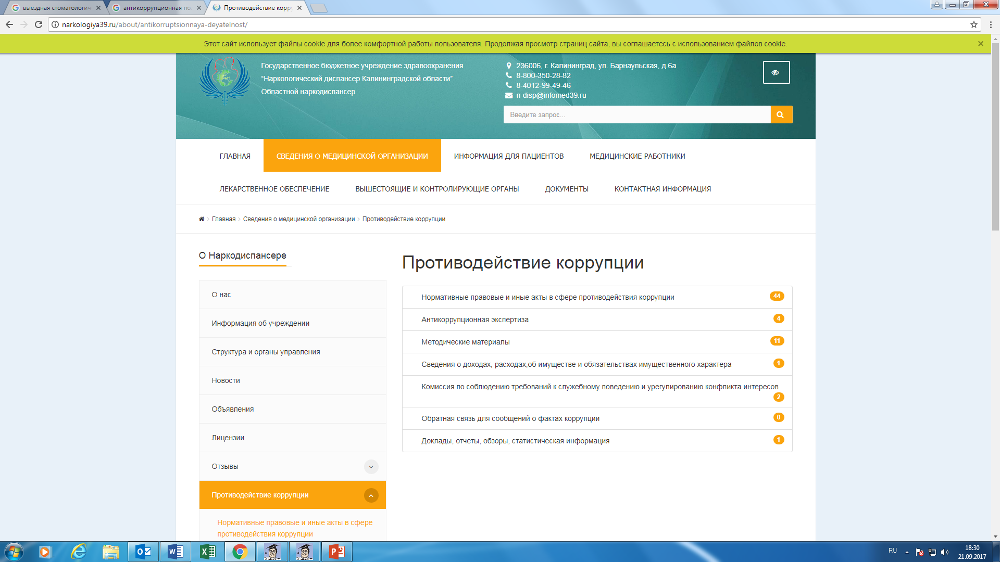 выездная стоматологич
антикоррупционная по
Противодействие корру
narkologiya39.ru/about/antikorruptsionnaya-deyatelnost/
Этот сайт использует файлы cookie для более комфортной работы пользователя. Продолжая просмотр страниц сайта, вы соглашаетесь с использованием файлов cookie.
Государственное бюджетное учреждение здравоохранения
"Наркологический диспансер Калининградской области"
Областной наркодиспансер
236006, г. Калининград, ул. Барнаульская, д.6а
8-800-350-28-82
8-4012-99-49-46
n-disp@infomed39.ru
Введите запрос...
ГЛАВНАЯ СВЕДЕНИЯ О МЕДИЦИНСКОЙ ОРГАНИЗАЦИИ ИНФОРМАЦИЯ ДЛЯ ПАЦИЕНТОВ МЕДИЦИНСКИЕ РАБОТНИКИ
ЛЕКАРСТВЕННОЕ ОБЕСПЕЧЕНИЕ ВЫШЕСТОЯЩИЕ И КОНТРОЛИРУЮЩИЕ ОРГАНЫ ДОКУМЕНТЫ КОНТАКТНАЯ ИНФОРМАЦИЯ
Главная Сведения о медицинской организации Противодействие коррупции
О Наркодиспансере
О нас
Информация об учреждении
Структура и органы управления
Новости
Объявления
Лицензии
Отзывы
Противодействие коррупции
Нормативные правовые и иные акты в сфере
противодействия коррупции
Противодействие коррупции
Нормативные правовые и иные акты в сфере противодействия коррупции 44
Антикоррупционная экспертиза 4
Методические материалы 11
Сведения о доходах, расходах,об имуществе и обязательствах имущественного характера 1
Комиссия по соблюдению требований к служебному поведению и урегулированию конфликта интересов
2
Обратная связь для сообщений о фактах коррупции 0
Доклады, отчеты, обзоры, статистическая информация 1
RU
18:30
21.09.2017